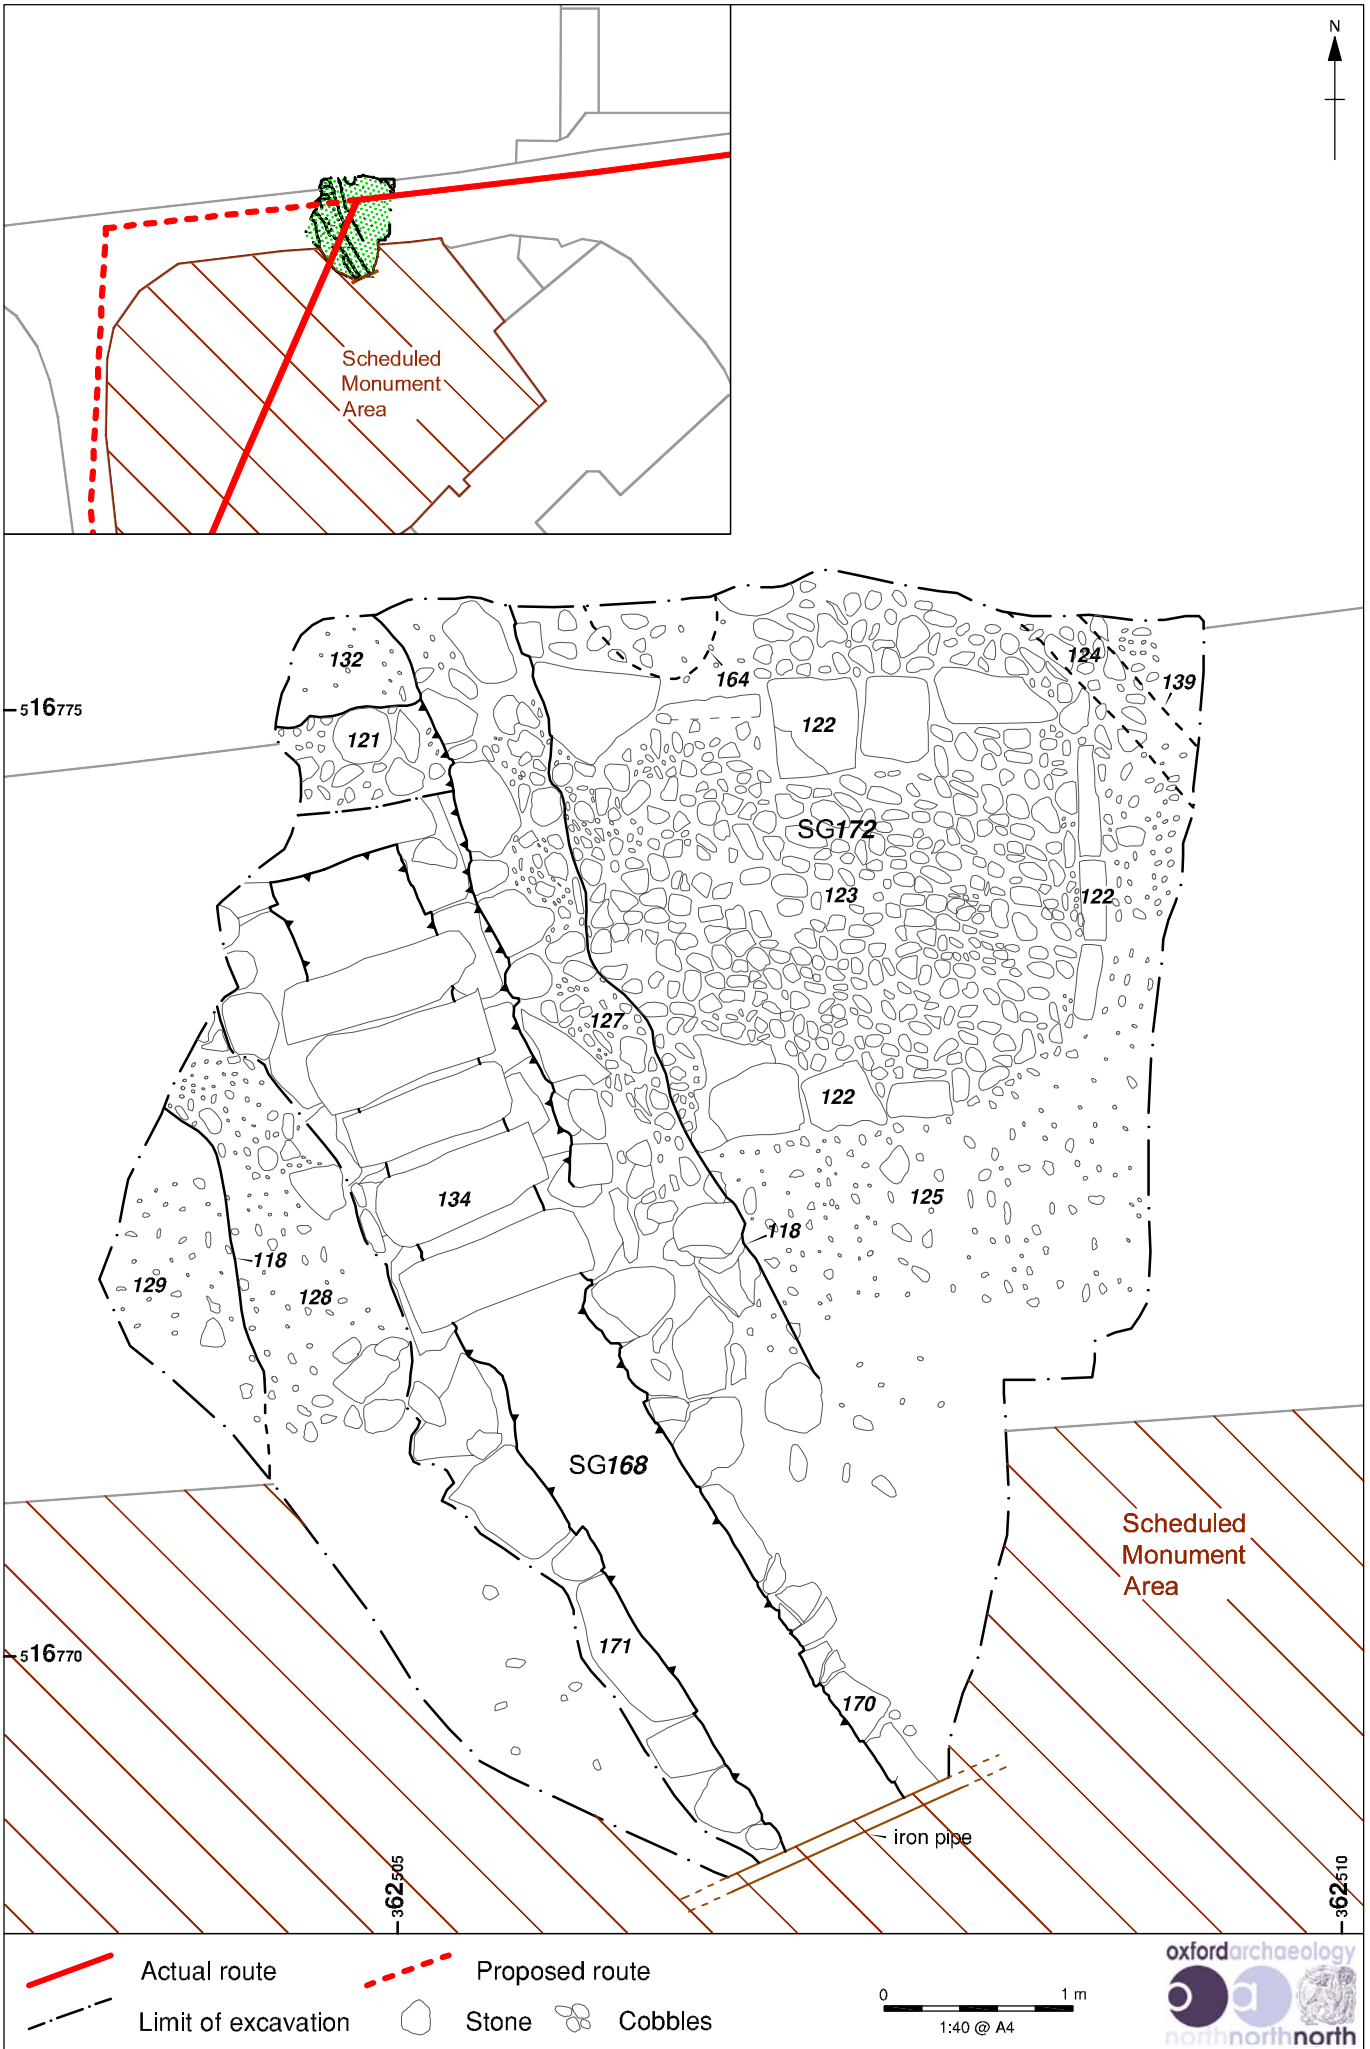 N
Scheduled
Monument
Area
132
164
124
139
516775
121
122
SG172
123
122
127
122
134
125
118
118
129
128
SG168
Scheduled
Monument
Area
171
516770
170
iron pipe
362505
362510
Actual route
Proposed route
Limit of excavation
Stone
Cobbles
0 1 m
1:40 @ A4
oxfordarchaeology
oa
northnorthnorth